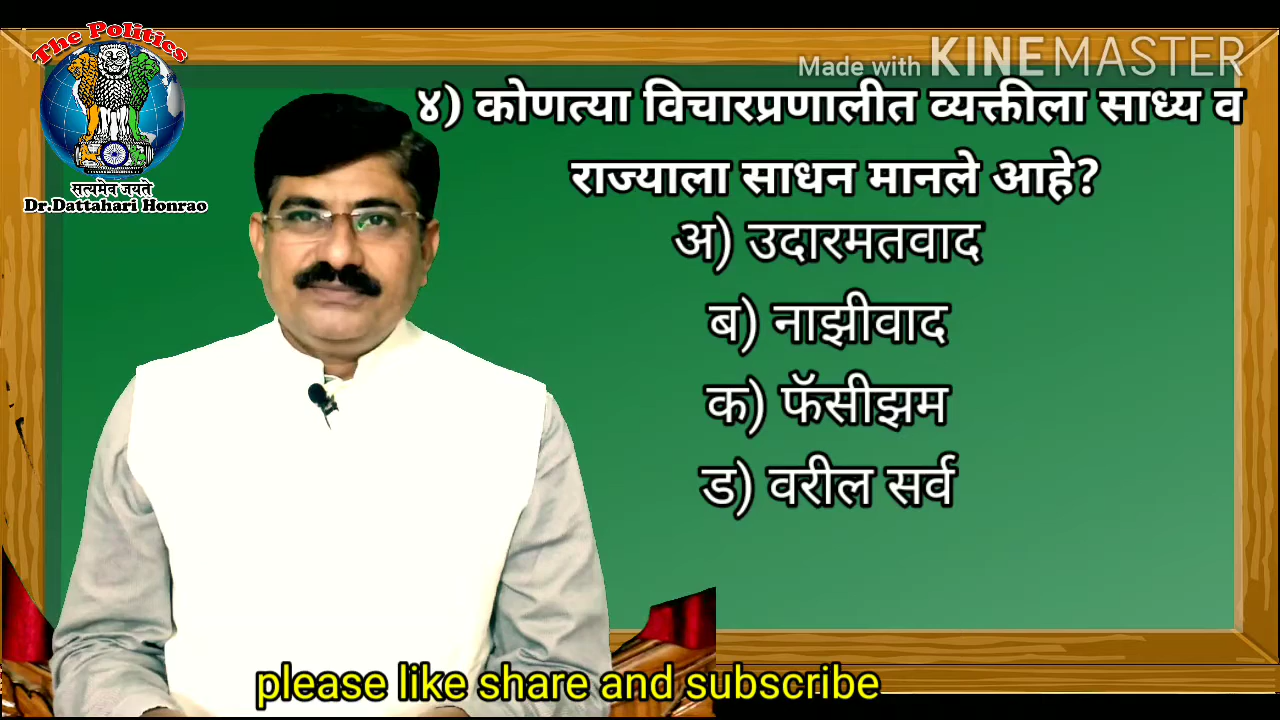 The Politics
सत्यमेव जयते
Dr.Dattahari Honrao
Made with KINEMASTER
४) कोणत्या विचारप्रणालीत व्यक्तीला साध्य व
राज्याला साधन मानले आहे?
अ) उदारमतवाद
ब) नाझीवाद
क) फॅसीझम
ड) वरील सर्व
please like share and subscribe